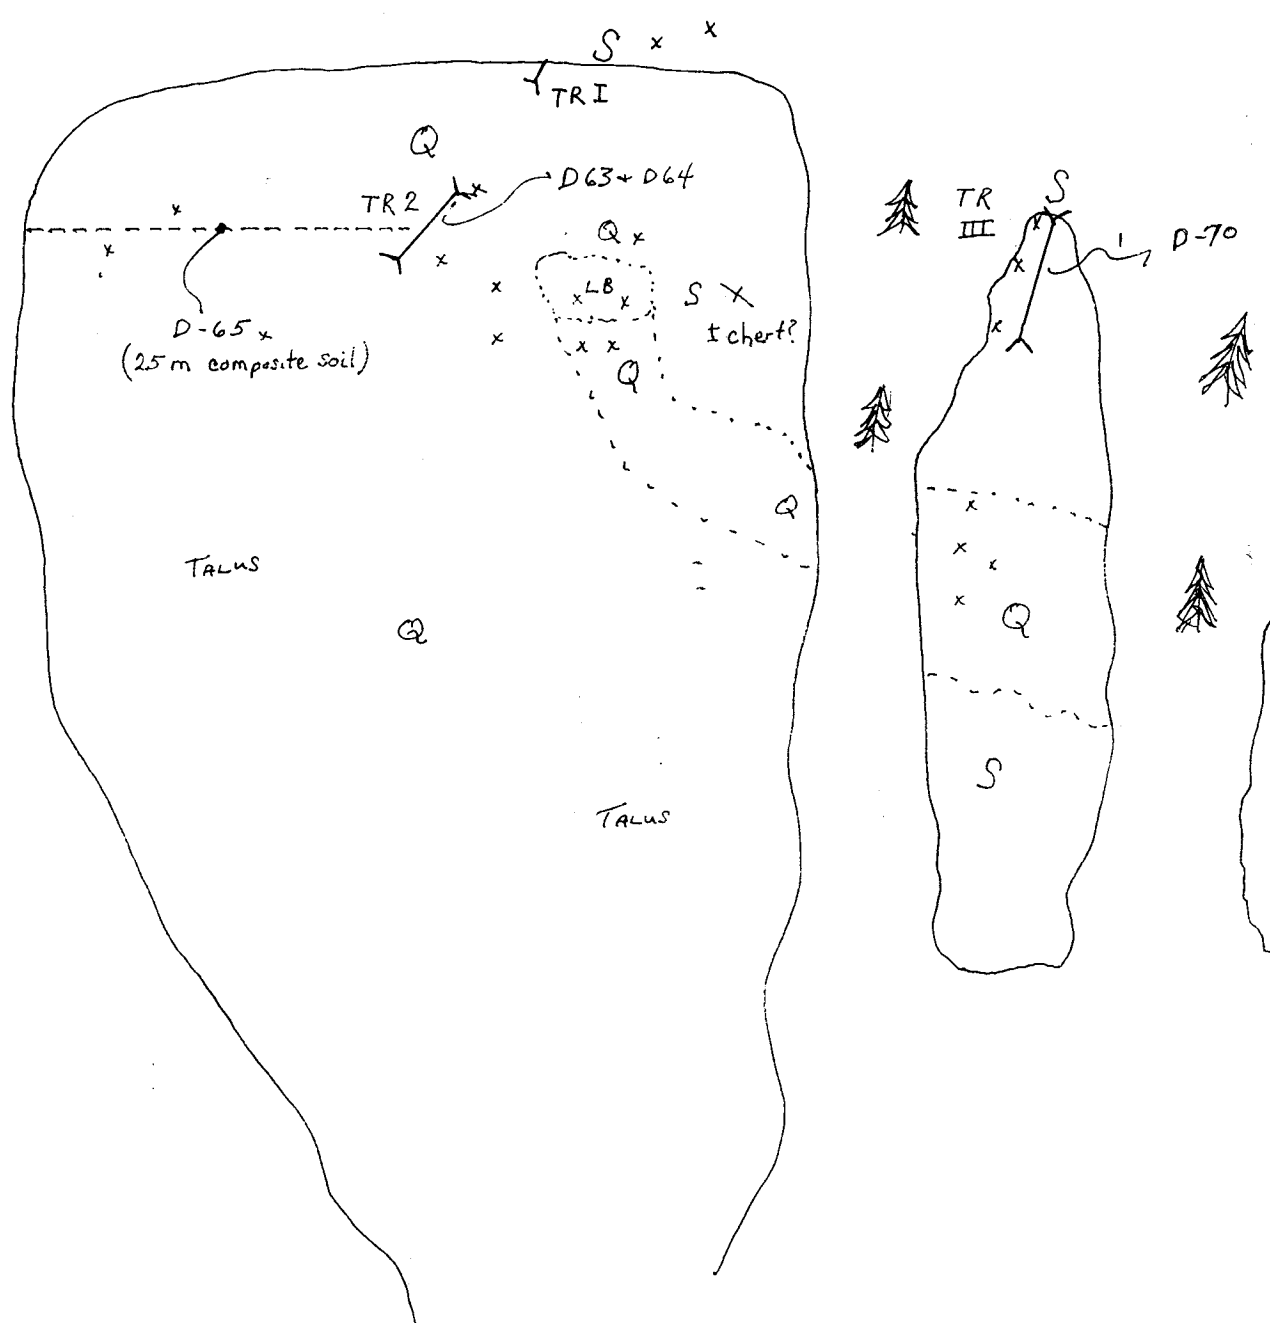 S x x
TR I
Q
D63 + D64
TR 2
x
x
x
x
Q x
x
LB
x x
S X
± chert?
x
x x
Q
D-65 x
(25 m composite soil)
Q
TALUS
Q
TALUS
TR
III
S
x
x
x
D-70
x
x
x
x
Q
S